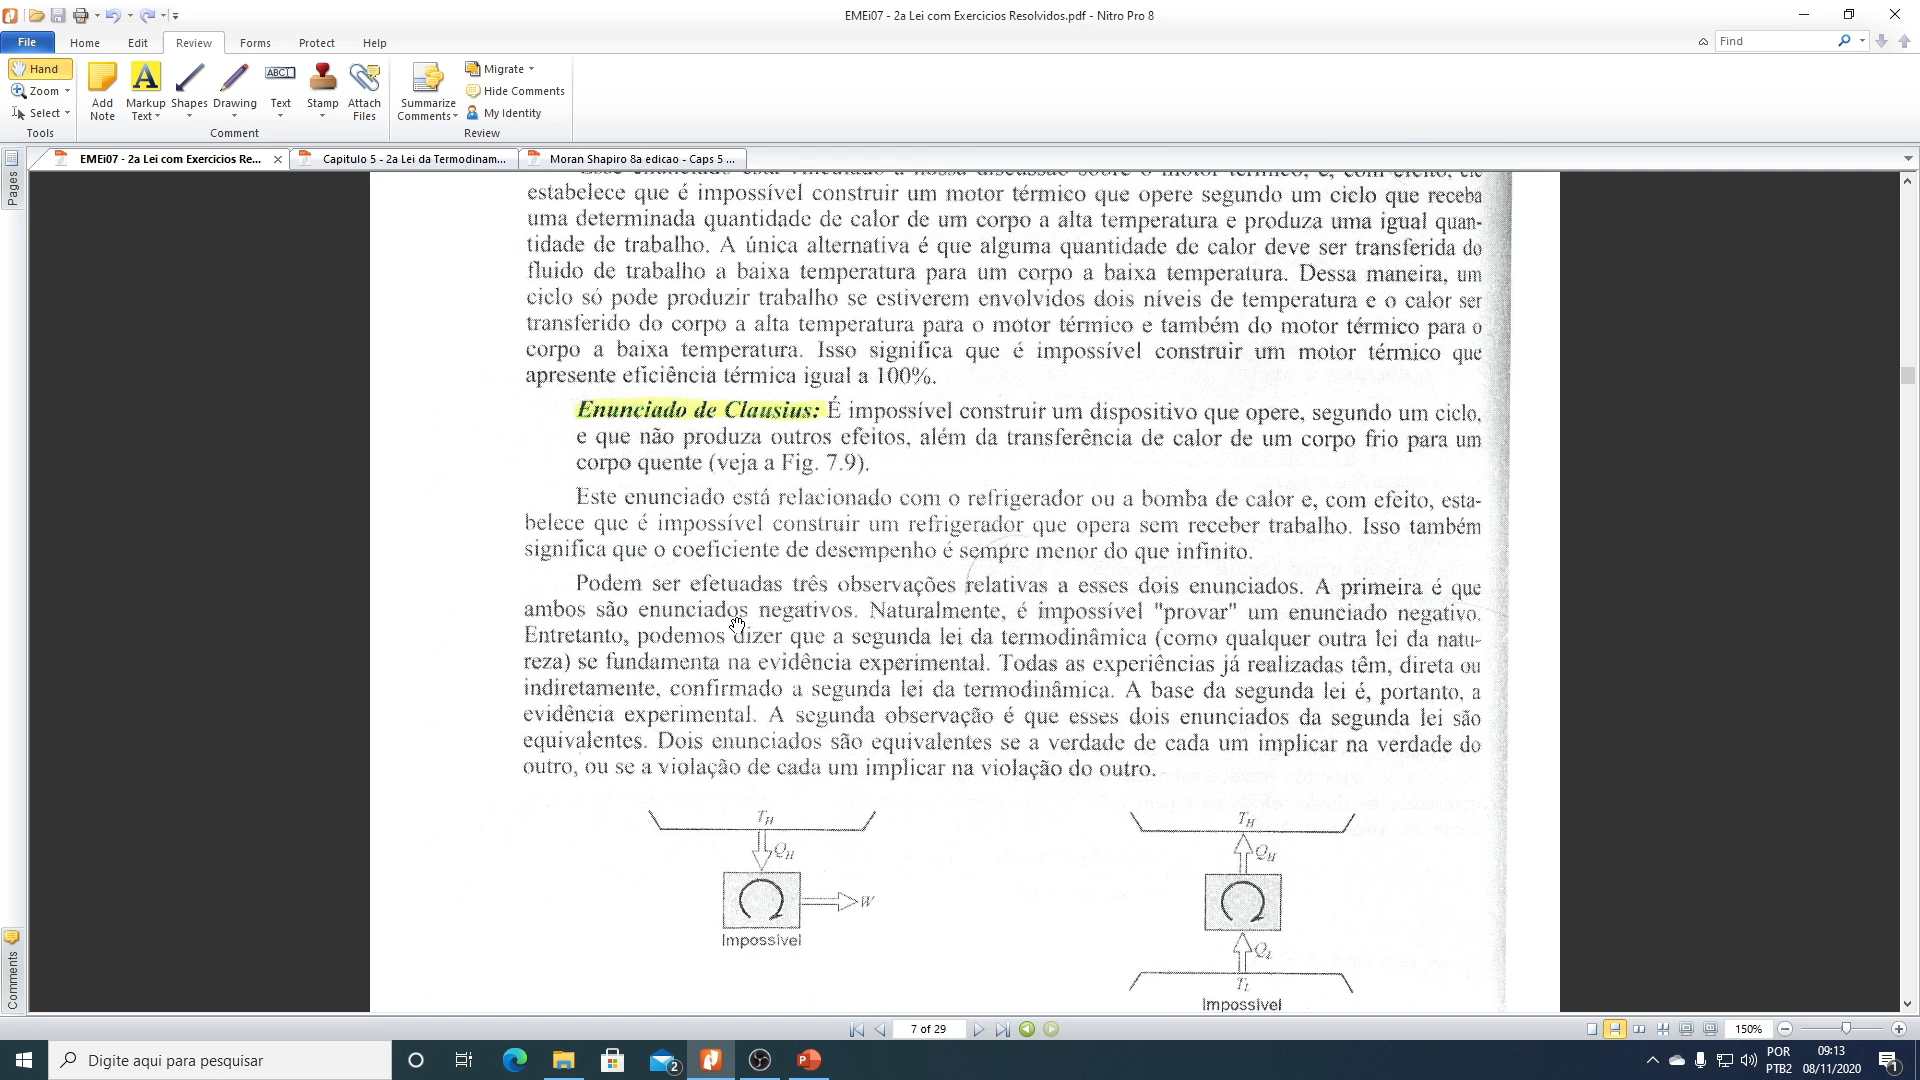 EMEi07 - 2a Lei com Exercicios Resolvidos.pdf - Nitro Pro 8
File Home Edit Review Forms Protect Help
Find
Hand
Zoom
Select
Tools
Add Note
Markup Text
Shapes
Drawing
Text
Stamp
Attach Files
Comment
Summarize Comments
Migrate
Hide Comments
My Identity
Review
EMEi07 - 2a Lei com Exercicios Re...
Capitulo 5 - 2a Lei da Termodinam...
Moran Shapiro 8a edicao - Caps 5 ...
Pages
Comments
estabelece que é impossível construir um motor térmico que opere segundo um ciclo que receba
uma determinada quantidade de calor de um corpo a alta temperatura e produza uma igual quan-
tidade de trabalho. A única alternativa é que alguma quantidade de calor deve ser transferida do
fluido de trabalho a baixa temperatura para um corpo a baixa temperatura. Dessa maneira, um
ciclo só pode produzir trabalho se estiverem envolvidos dois níveis de temperatura e o calor ser
transferido do corpo a alta temperatura para o motor térmico e também do motor térmico para o
corpo a baixa temperatura. Isso significa que é impossível construir um motor térmico que
apresente eficiência térmica igual a 100%.
Enunciado de Clausius: É impossível construir um dispositivo que opere, segundo um ciclo,
e que não produza outros efeitos, além da transferência de calor de um corpo frio para um
corpo quente (veja a Fig. 7.9).
Este enunciado está relacionado com o refrigerador ou a bomba de calor e, com efeito, esta-
belece que é impossível construir um refrigerador que opera sem receber trabalho. Isso também
significa que o coeficiente de desempenho é sempre menor do que infinito.
Podem ser efetuadas três observações relativas a esses dois enunciados. A primeira é que
ambos são enunciados negativos. Naturalmente, é impossível "provar" um enunciado negativo.
Entretanto, podemos dizer que a segunda lei da termodinâmica (como qualquer outra lei da natu-
reza) se fundamenta na evidência experimental. Todas as experiências já realizadas têm, direta ou
indiretamente, confirmado a segunda lei da termodinâmica. A base da segunda lei é, portanto, a
evidência experimental. A segunda observação é que esses dois enunciados da segunda lei são
equivalentes. Dois enunciados são equivalentes se a verdade de cada um implicar na verdade do
outro, ou se a violação de cada um implicar na violação do outro.
TH
QH
W
Impossível
TH
QH
QL
TL
Impossível
7 of 29
150%
Digite aqui para pesquisar
2
POR
PTB2
09:13
08/11/2020
1